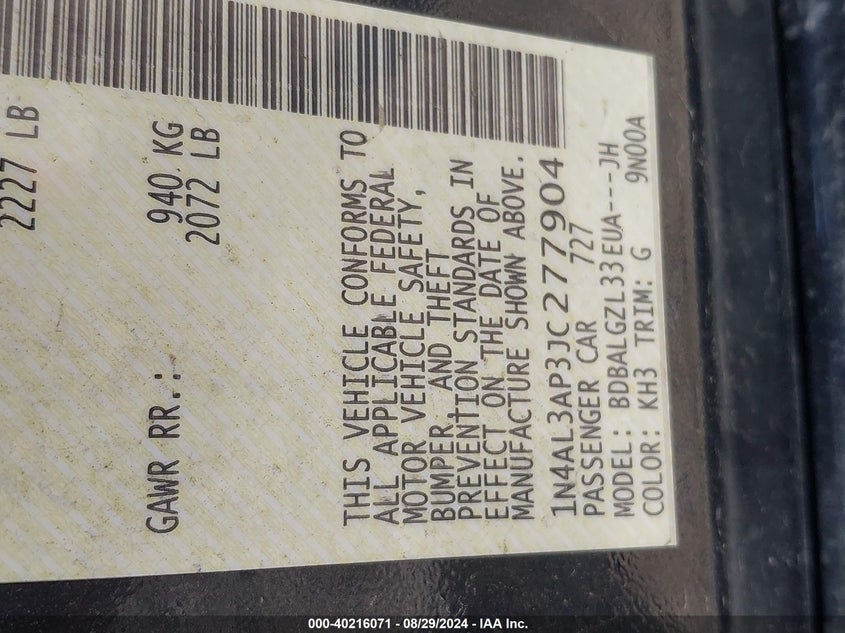 2227 LB
GAWR RR.: 940 KG
2072 LB
THIS VEHICLE CONFORMS TO
ALL APPLICABLE FEDERAL
MOTOR VEHICLE SAFETY,
BUMPER, AND THEFT
PREVENTION STANDARDS IN
EFFECT ON THE DATE OF
MANUFACTURE SHOWN ABOVE.
1N4AL3AP3JC277904
PASSENGER CAR 727
MODEL: BDBALGZL33EUA---JH
COLOR: KH3 TRIM: G 9N00A
000-40216071 - 08/29/2024 - IAA Inc.